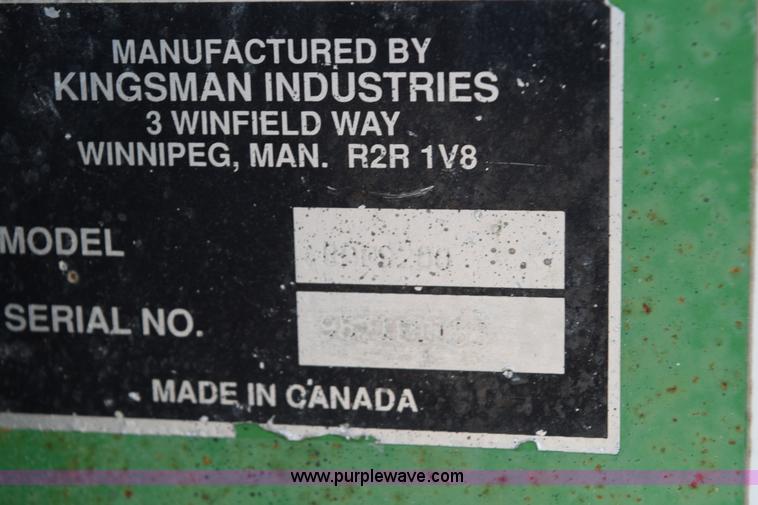 MANUFACTURED BY
KINGSMAN INDUSTRIES
3 WINFIELD WAY
WINNIPEG, MAN. R2R 1V8
MODEL
SERIAL NO.
MADE IN CANADA
www.purplewave.com